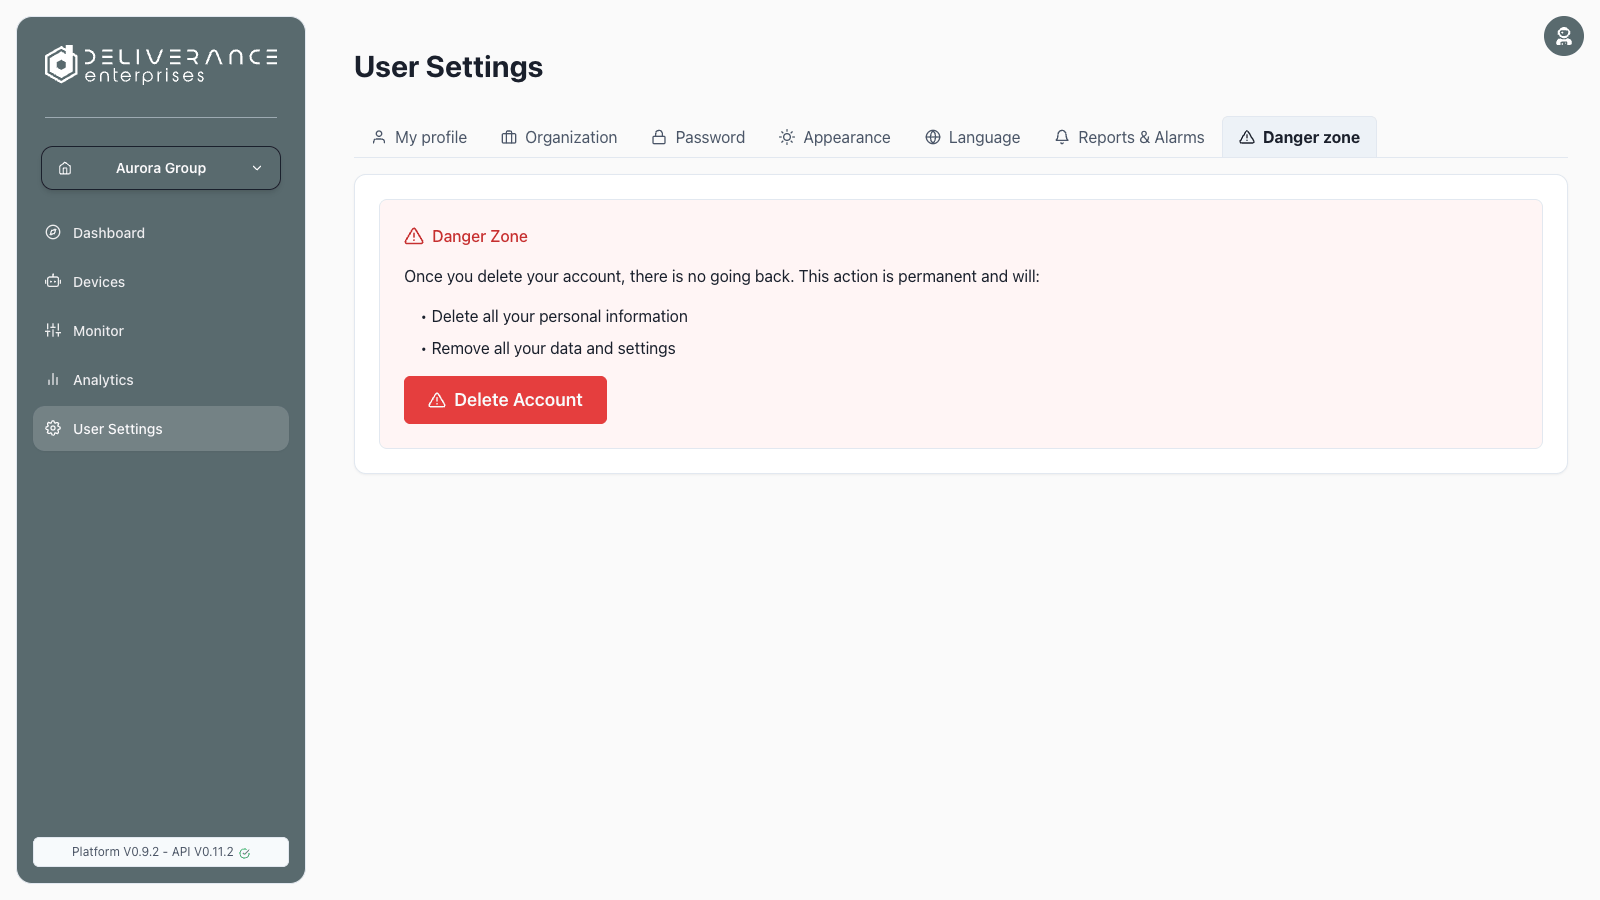 DELIVERANCE
enterprises
Aurora Group
Dashboard
Devices
Monitor
Analytics
User Settings
Platform V0.9.2 - API V0.11.2
User Settings
My profile
Organization
Password
Appearance
Language
Reports & Alarms
Danger zone
Danger Zone
Once you delete your account, there is no going back. This action is permanent and will:
• Delete all your personal information
• Remove all your data and settings
Delete Account